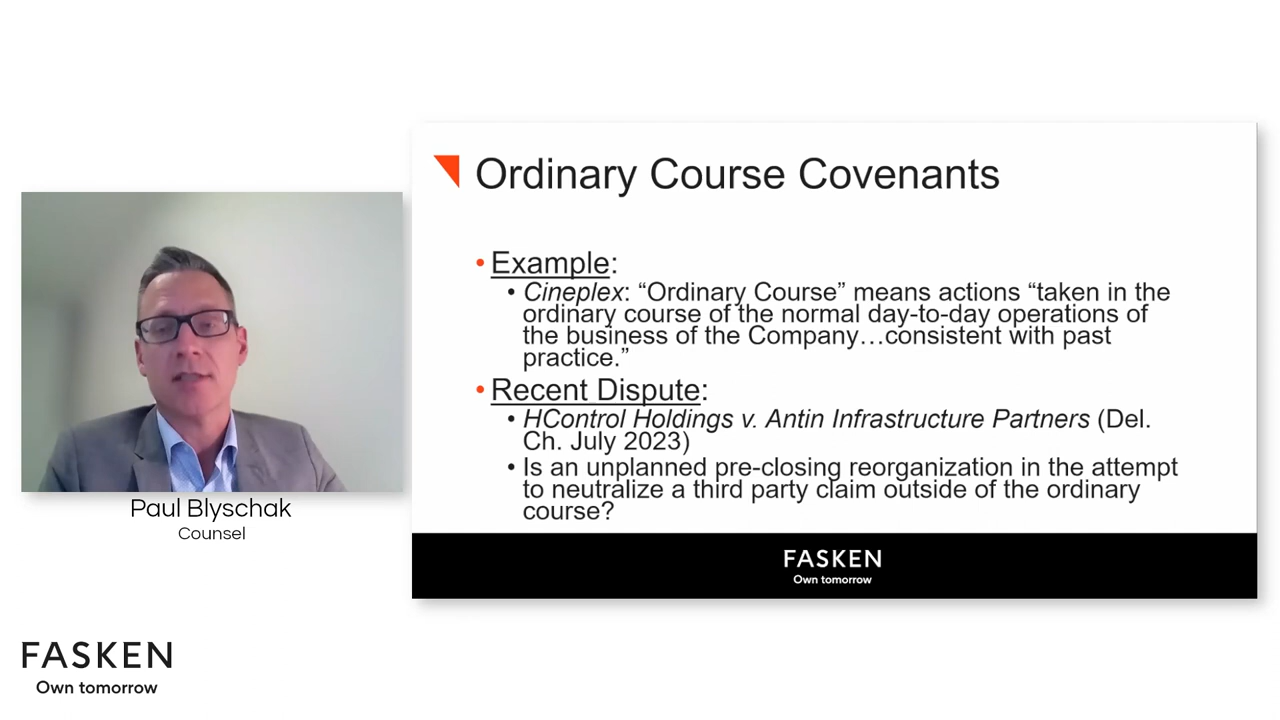 Ordinary Course Covenants
• Example:
• Cineplex: “Ordinary Course” means actions “taken in the
ordinary course of the normal day-to-day operations of
the business of the Company…consistent with past
practice.”
• Recent Dispute:
• HControl Holdings v. Antin Infrastructure Partners (Del.
Ch. July 2023)
• Is an unplanned pre-closing reorganization in the attempt
to neutralize a third party claim outside of the ordinary
course?
FASKEN
Own tomorrow
Paul Blyschak
Counsel
FASKEN
Own tomorrow